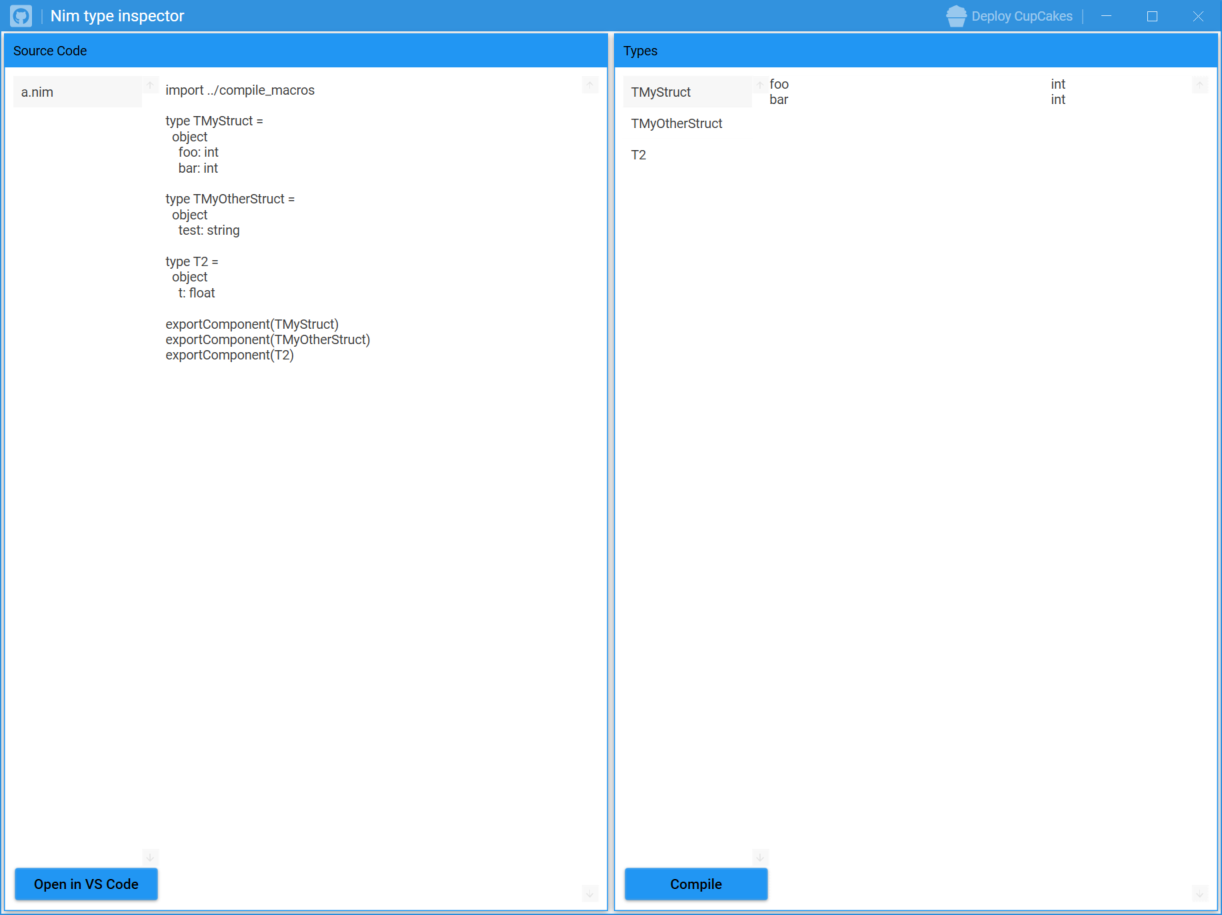 Nim type inspector
Deploy CupCakes
Source Code
a.nim
import ../compile_macros
type TMyStruct =
  object
    foo: int
    bar: int
type TMyOtherStruct =
  object
    test: string
type T2 =
  object
    t: float
exportComponent(TMyStruct)
exportComponent(TMyOtherStruct)
exportComponent(T2)
Open in VS Code
Types
TMyStruct
TMyOtherStruct
T2
foo int
bar int
Compile